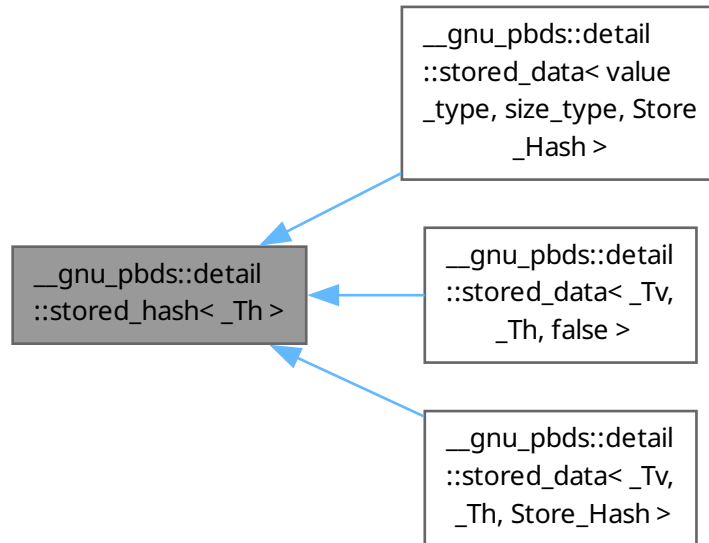 __gnu_pbds::detail
::stored_data< value
_type, size_type, Store
_Hash >
__gnu_pbds::detail
::stored_hash< _Th >
__gnu_pbds::detail
::stored_data< _Tv,
_Th, false >
__gnu_pbds::detail
::stored_data< _Tv,
_Th, Store_Hash >